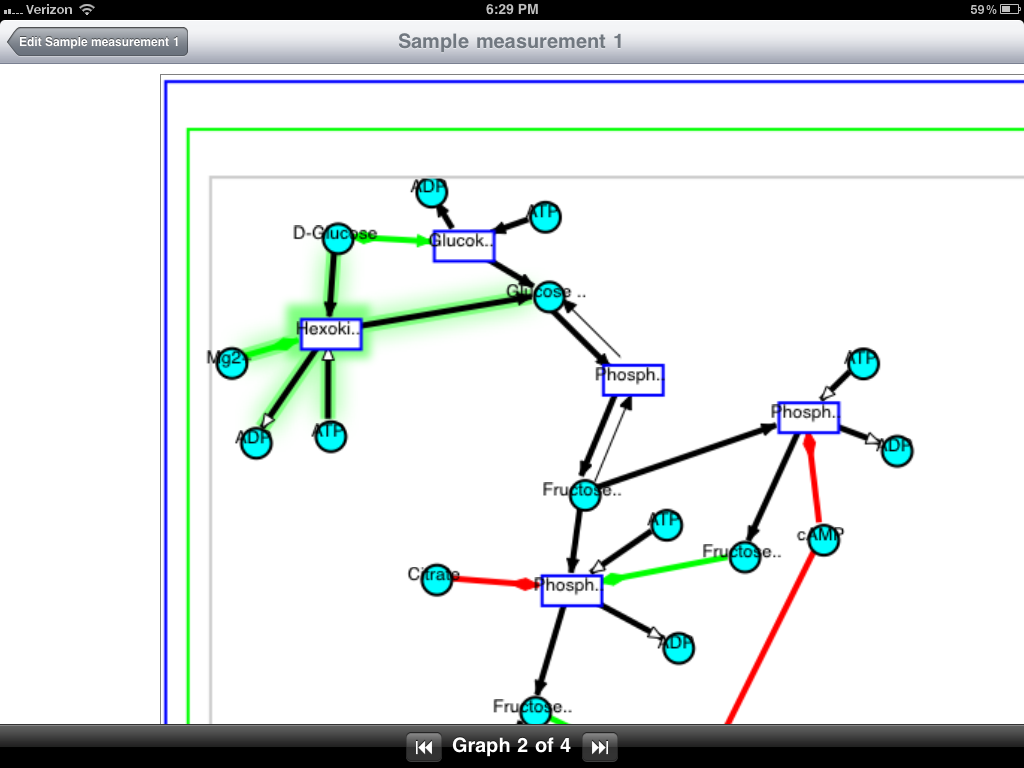 Verizon
6:29 PM
59%
Edit Sample measurement 1
Sample measurement 1
ADP
ATP
D-Glucose
Glucok..
Glucose ..
Hexoki..
Mg2+
ADP
ATP
Phosph..
ATP
Phosph..
ADP
Fructose..
ATP
cAMP
Fructose..
Citrate
Phosph..
ADP
Fructose..
Graph 2 of 4